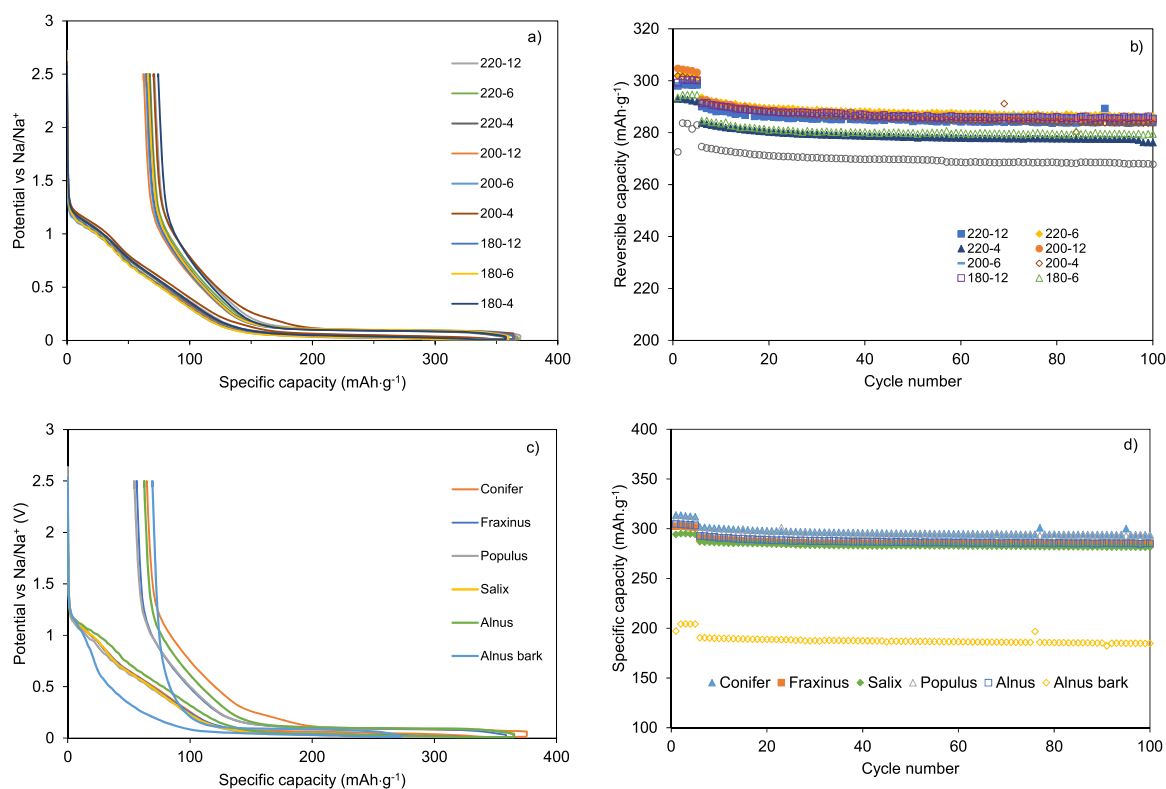 a)
3
2.5
2
1.5
1
0.5
0
Potential vs Na/Na⁺
0 100 200 300 400
Specific capacity (mAh·g⁻¹)
220-12
220-6
220-4
200-12
200-6
200-4
180-12
180-6
180-4
b)
320
300
280
260
240
220
200
Reversible capacity (mAh·g⁻¹)
220-12 220-6
220-4 200-12
200-6 200-4
180-12 180-6
0 20 40 60 80 100
Cycle number
c)
3
2.5
2
1.5
1
0.5
0
Potential vs Na/Na⁺ (V)
Conifer
Fraxinus
Populus
Salix
Alnus
Alnus bark
0 100 200 300 400
Specific capacity (mAh·g⁻¹)
d)
400
350
300
250
200
150
100
Specific capacity (mAh.g⁻¹)
Conifer Fraxinus Salix Populus Alnus Alnus bark
0 20 40 60 80 100
Cycle number